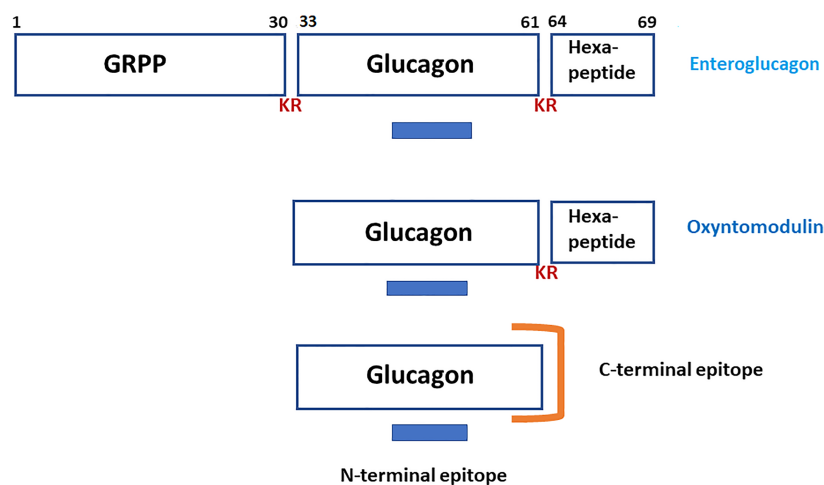 1 30 33 61 64 69
GRPP Glucagon Hexa-
peptide Enteroglucagon
KR KR
Glucagon Hexa-
peptide Oxyntomodulin
KR
Glucagon C-terminal epitope
N-terminal epitope